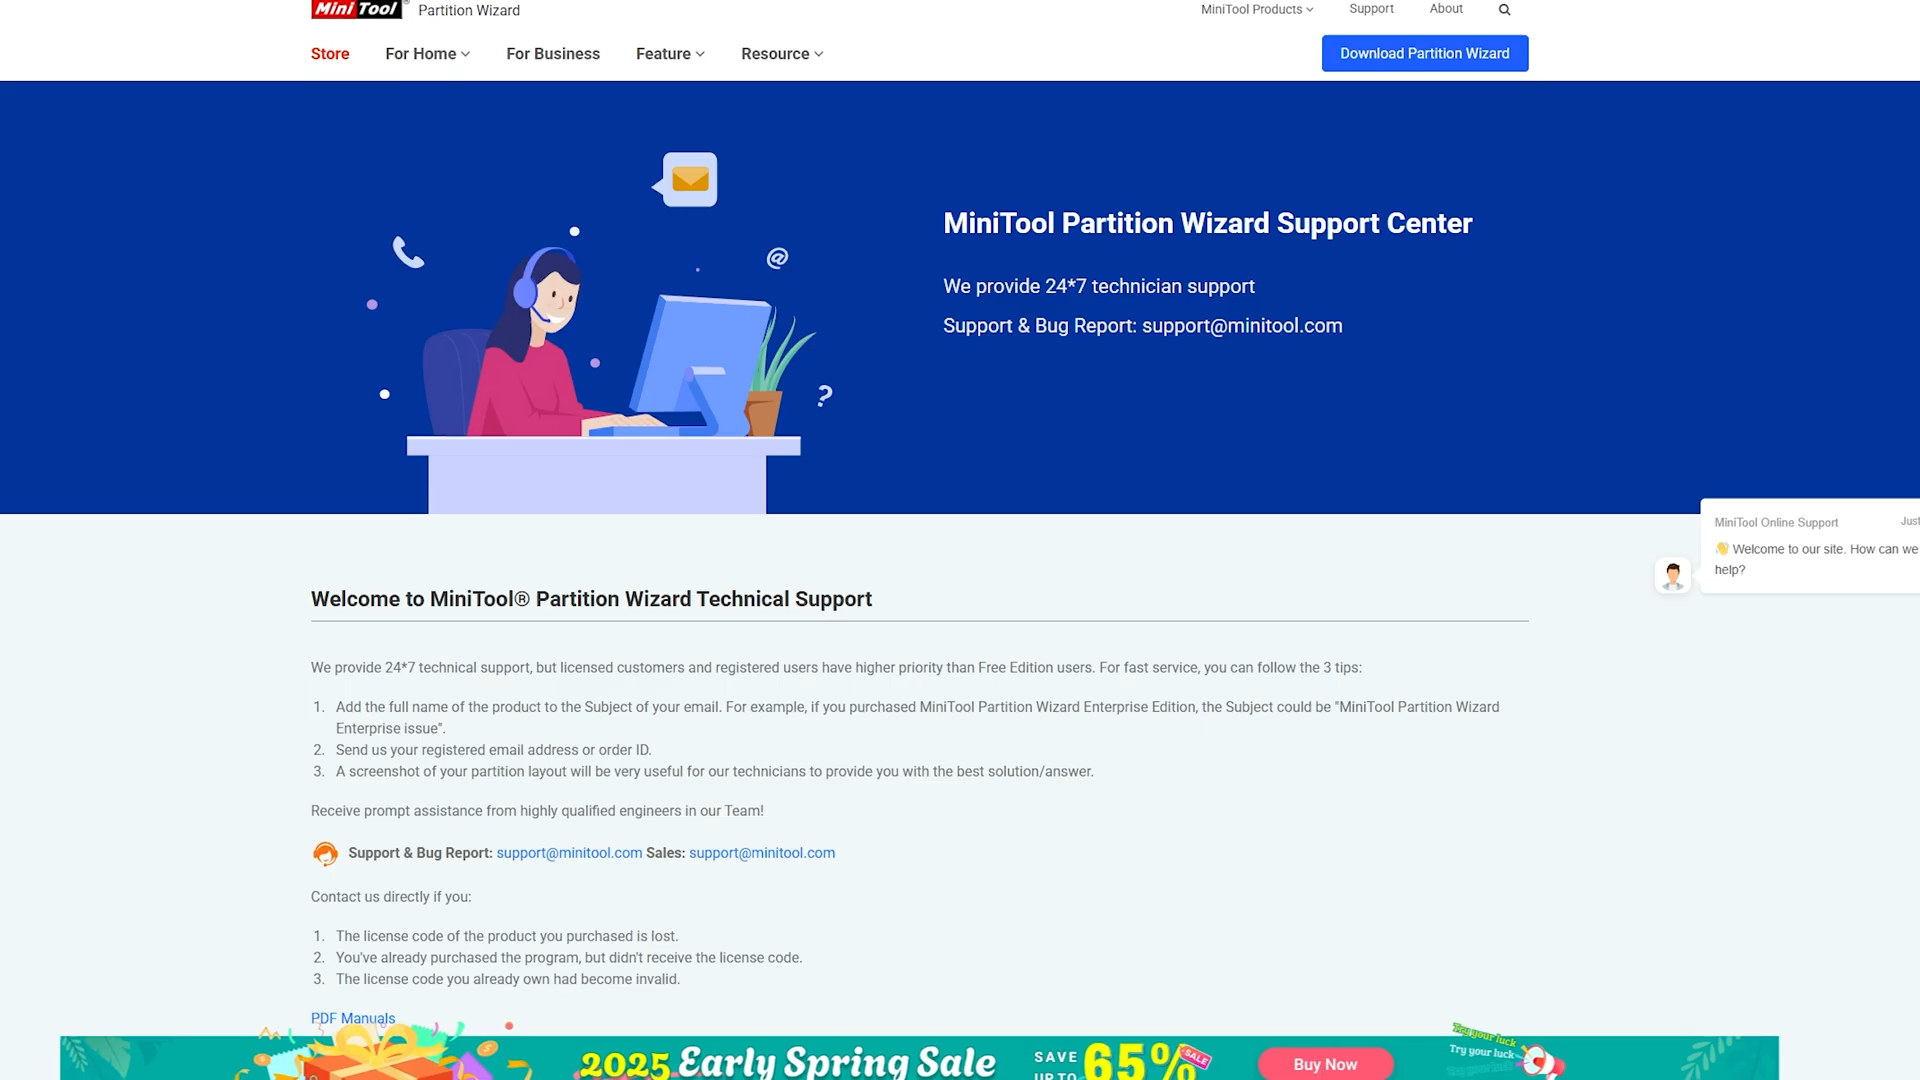 MiniTool® Partition Wizard
MiniTool Products Support About
Store For Home For Business Feature Resource
Download Partition Wizard
@
?
MiniTool Partition Wizard Support Center
We provide 24*7 technician support
Support & Bug Report: support@minitool.com
MiniTool Online Support Just
👋 Welcome to our site. How can we
help?
Welcome to MiniTool® Partition Wizard Technical Support
We provide 24*7 technical support, but licensed customers and registered users have higher priority than Free Edition users. For fast service, you can follow the 3 tips:
1. Add the full name of the product to the Subject of your email. For example, if you purchased MiniTool Partition Wizard Enterprise Edition, the Subject could be "MiniTool Partition Wizard
Enterprise issue".
2. Send us your registered email address or order ID.
3. A screenshot of your partition layout will be very useful for our technicians to provide you with the best solution/answer.
Receive prompt assistance from highly qualified engineers in our Team!
Support & Bug Report: support@minitool.com Sales: support@minitool.com
Contact us directly if you:
1. The license code of the product you purchased is lost.
2. You've already purchased the program, but didn't receive the license code.
3. The license code you already own had become invalid.
PDF Manuals
2025 Early Spring Sale
SAVE
UP TO
65%
SALE
Buy Now
Try your luck
Try your luck
Try your luck